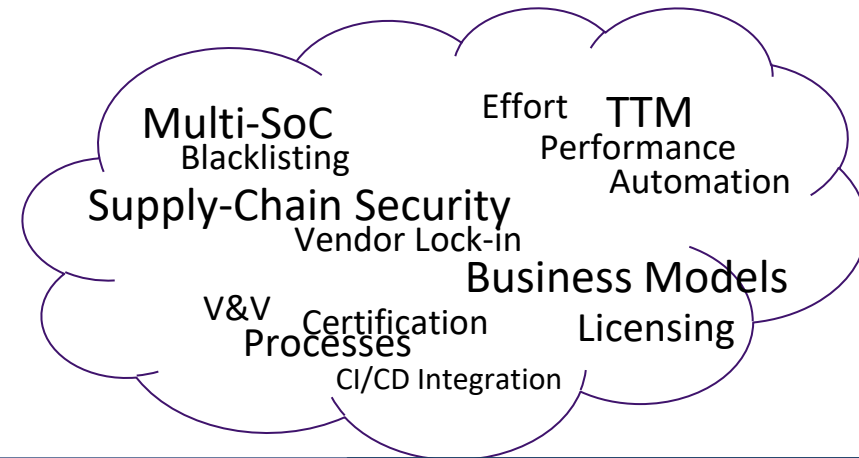 Effort
TTM
Multi-SoC
Performance
Blacklisting
Automation
Supply-Chain Security
Vendor Lock-in
Business Models
V&V
Certification
Licensing
Processes
CI/CD Integration